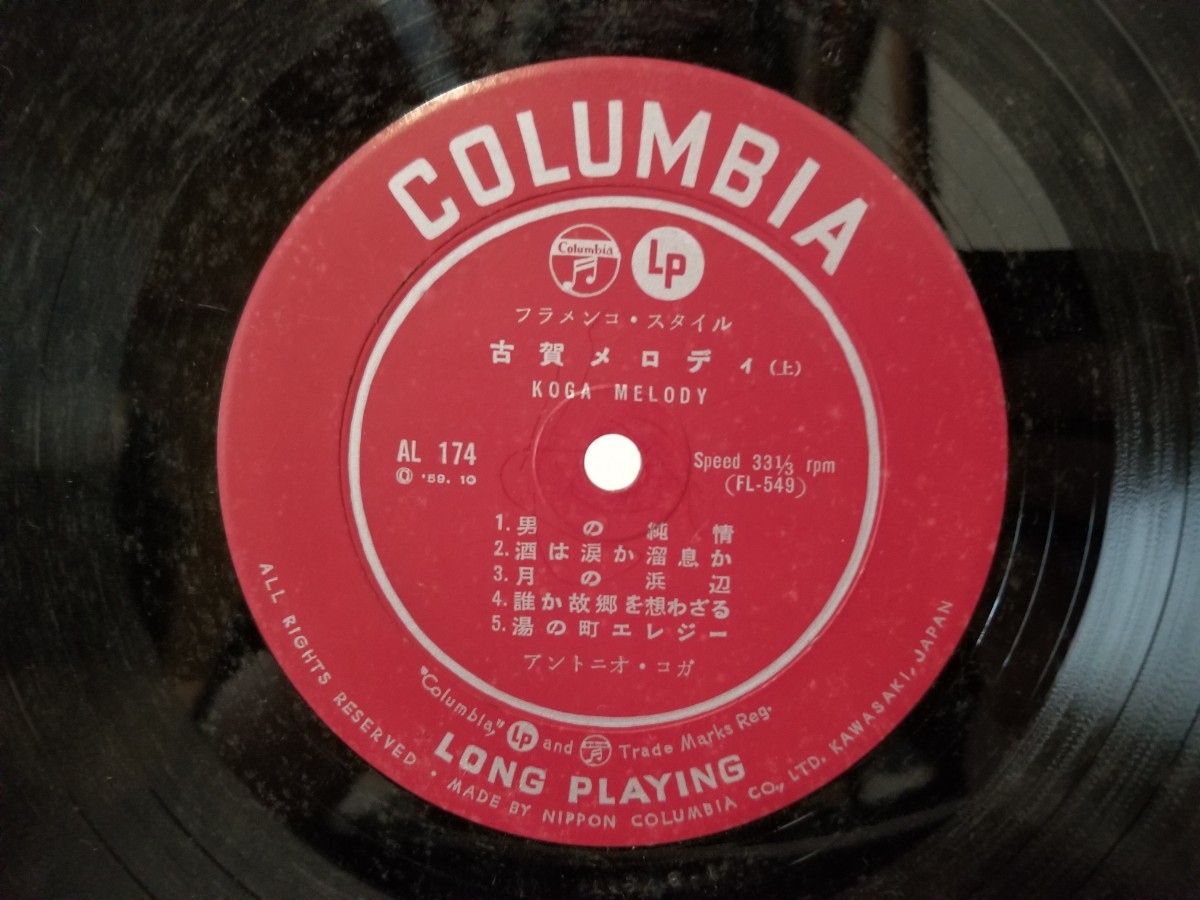 COLUMBIA
Columbia LP
フラメンコ・スタイル
古賀メロディ(上)
KOGA MELODY
AL 174
Ⓟ '59. 10
Speed 33⅓ rpm
(FL-549)
1. 男の純情
2. 酒は涙か溜息か
3. 月の浜辺
4. 誰か故郷を想わざる
5. 湯の町エレジー
アントニオ・コガ
"Columbia," LP and Trade Marks Reg.
LONG PLAYING
ALL RIGHTS RESERVED · MADE BY NIPPON COLUMBIA CO., LTD. KAWASAKI, JAPAN